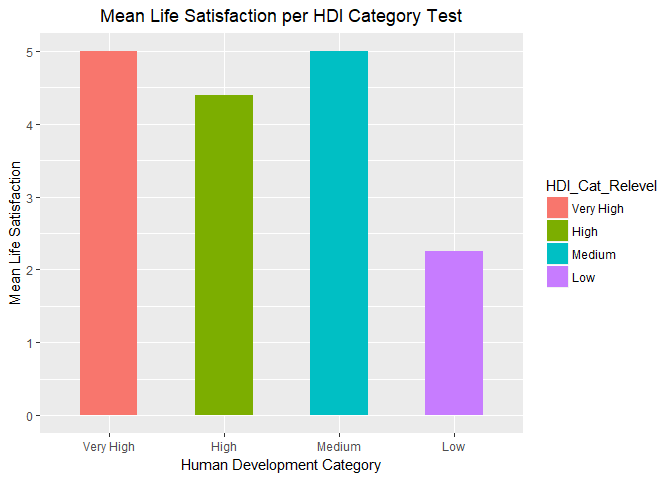 Mean Life Satisfaction per HDI Category Test
Mean Life Satisfaction
5
4
3
2
1
0
Very High High Medium Low
Human Development Category
HDI_Cat_Relevel
Very High
High
Medium
Low